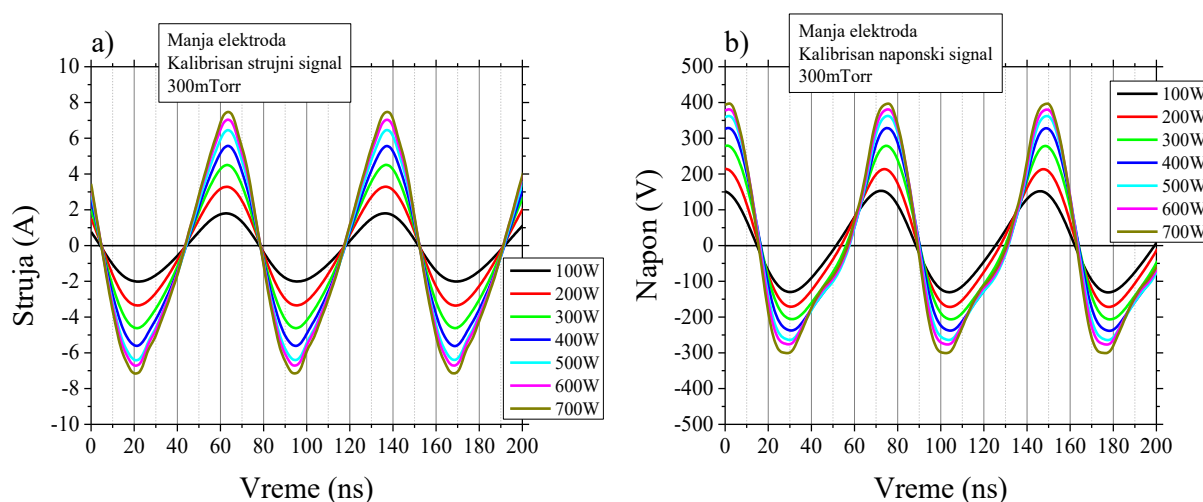 a)
Manja elektroda
Kalibrisan strujni signal
300mTorr
10
8
6
4
2
0
-2
-4
-6
-8
-10
Struja (A)
0 20 40 60 80 100 120 140 160 180 200
Vreme (ns)
100W
200W
300W
400W
500W
600W
700W
b)
Manja elektroda
Kalibrisan naponski signal
300mTorr
500
400
300
200
100
0
-100
-200
-300
-400
-500
Napon (V)
0 20 40 60 80 100 120 140 160 180 200
Vreme (ns)
100W
200W
300W
400W
500W
600W
700W